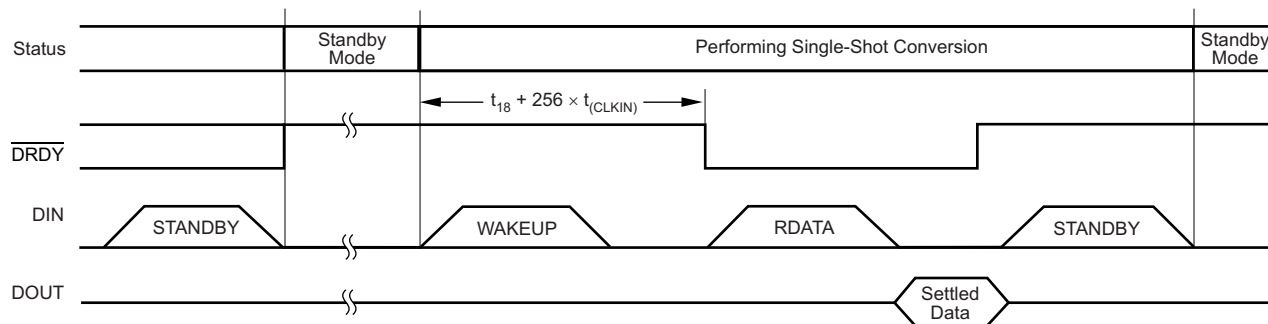 Status
Standby
Mode
Performing Single-Shot Conversion
Standby
Mode
t18 + 256 × t(CLKIN)
DRDY
DIN
STANDBY
WAKEUP
RDATA
STANDBY
DOUT
Settled
Data